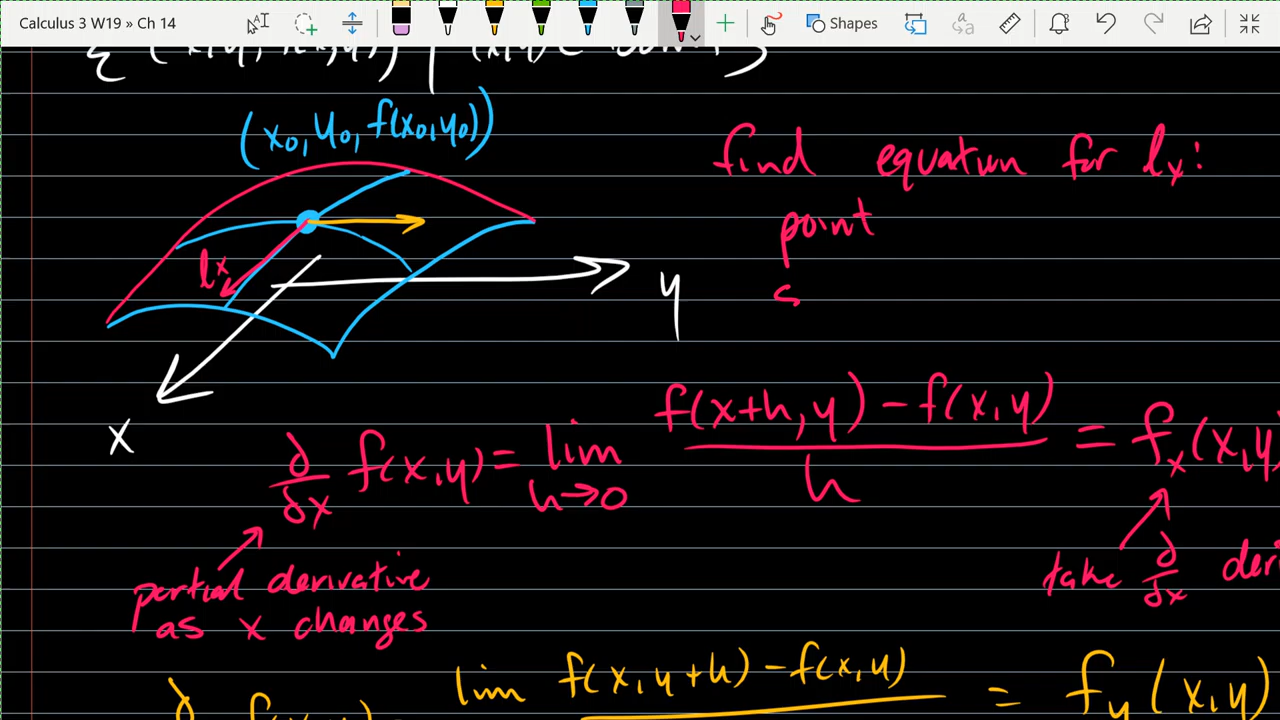 Calculus 3 W19 » Ch 14
Shapes
(x0, y0, f(x0,y0))
find equation for lx:
point
s
lx
y
x
∂/∂x f(x,y) = lim h→0 f(x+h, y) - f(x,y) / h = fx(x,y
partial derivative
as x changes
take ∂/∂x deri
lim f(x,y+h) - f(x,y) = fy(x,y)